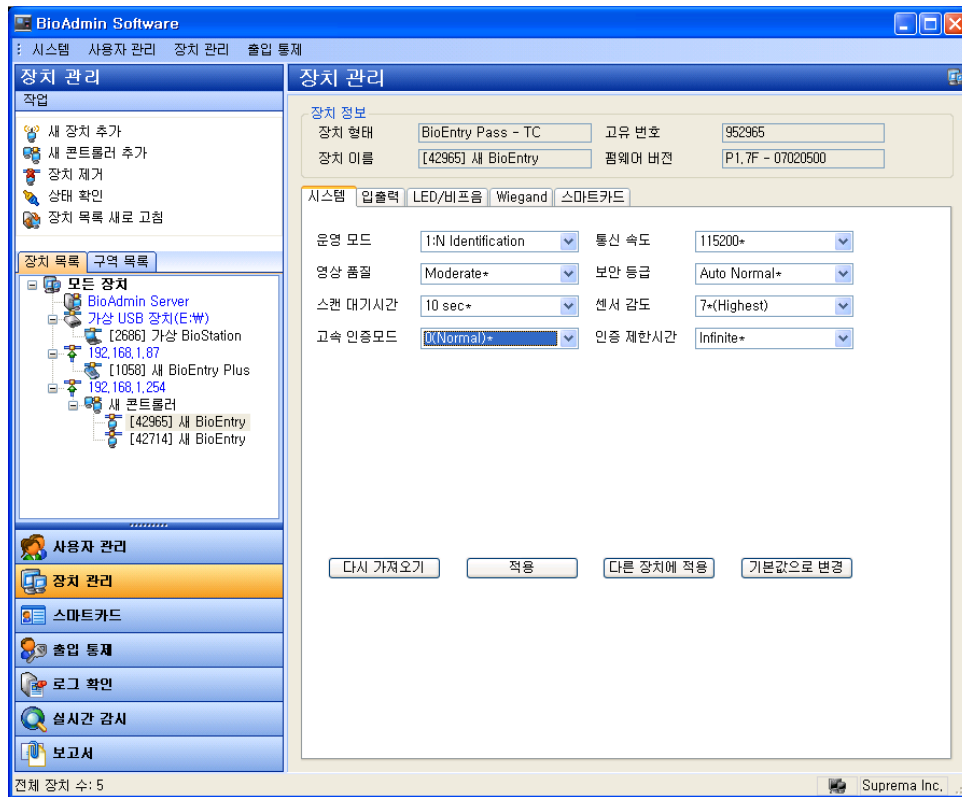 BioAdmin Software
시스템 사용자 관리 장치 관리 출입 통제
장치 관리
작업
새 장치 추가
새 콘트롤러 추가
장치 제거
상태 확인
장치 목록 새로 고침
장치 목록 구역 목록
모든 장치
BioAdmin Server
가상 USB 장치(E:₩)
[2686] 가상 BioStation
192,168,1,87
[1058] 새 BioEntry Plus
192,168,1,254
새 콘트롤러
[42965] 새 BioEntry
[42714] 새 BioEntry
사용자 관리
장치 관리
스마트카드
출입 통제
로그 확인
실시간 감시
보고서
장치 관리
장치 정보
장치 형태 BioEntry Pass - TC 고유 번호 952965
장치 이름 [42965] 새 BioEntry 펌웨어 버전 P1,7F - 07020500
시스템 입출력 LED/비프음 Wiegand 스마트카드
운영 모드 1:N Identification 통신 속도 115200*
영상 품질 Moderate* 보안 등급 Auto Normal*
스캔 대기시간 10 sec* 센서 감도 7*(Highest)
고속 인증모드 0(Normal)* 인증 제한시간 Infinite*
다시 가져오기 적용 다른 장치에 적용 기본값으로 변경
전체 장치 수: 5 Suprema Inc,